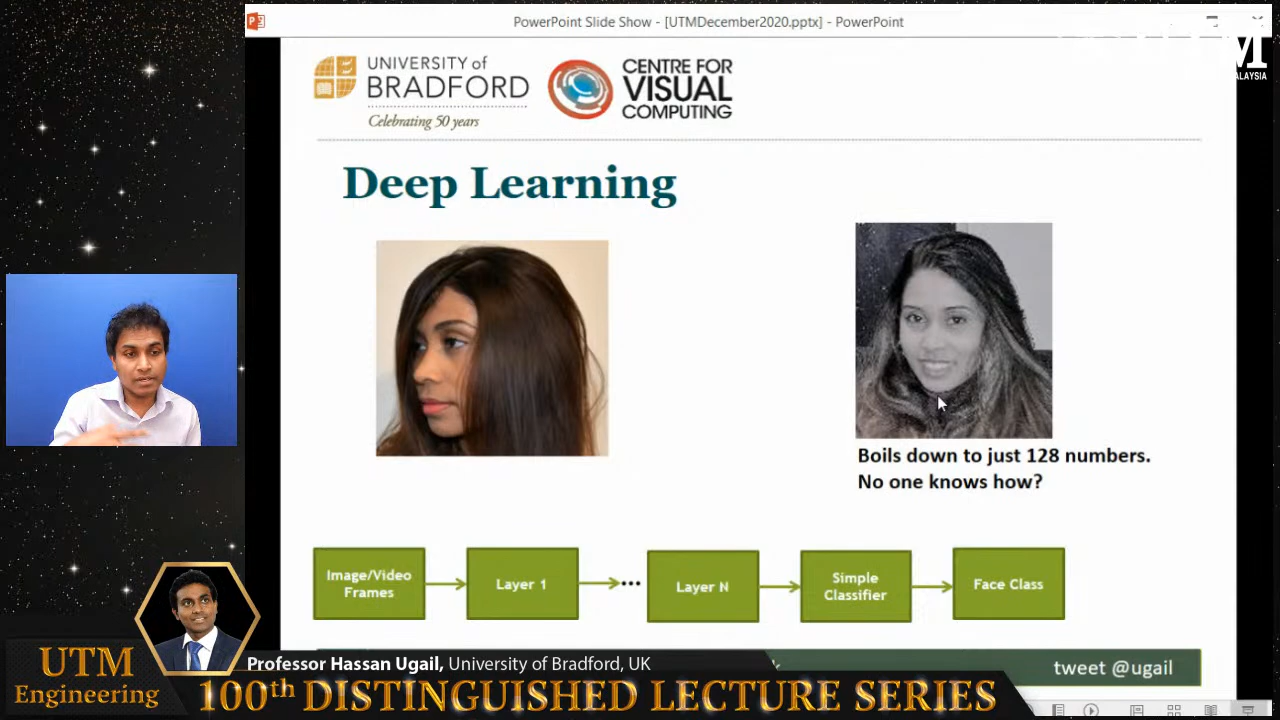 PowerPoint Slide Show - [UTMDecember2020.pptx] - PowerPoint
UNIVERSITY of
BRADFORD
Celebrating 50 years
CENTRE FOR
VISUAL
COMPUTING
ALAYSIA
Deep Learning
Boils down to just 128 numbers.
No one knows how?
Image/Video
Frames
Layer 1
...
Layer N
Simple
Classifier
Face Class
tweet @ugail
Professor Hassan Ugail, University of Bradford, UK
UTM
Engineering
100th DISTINGUISHED LECTURE SERIES